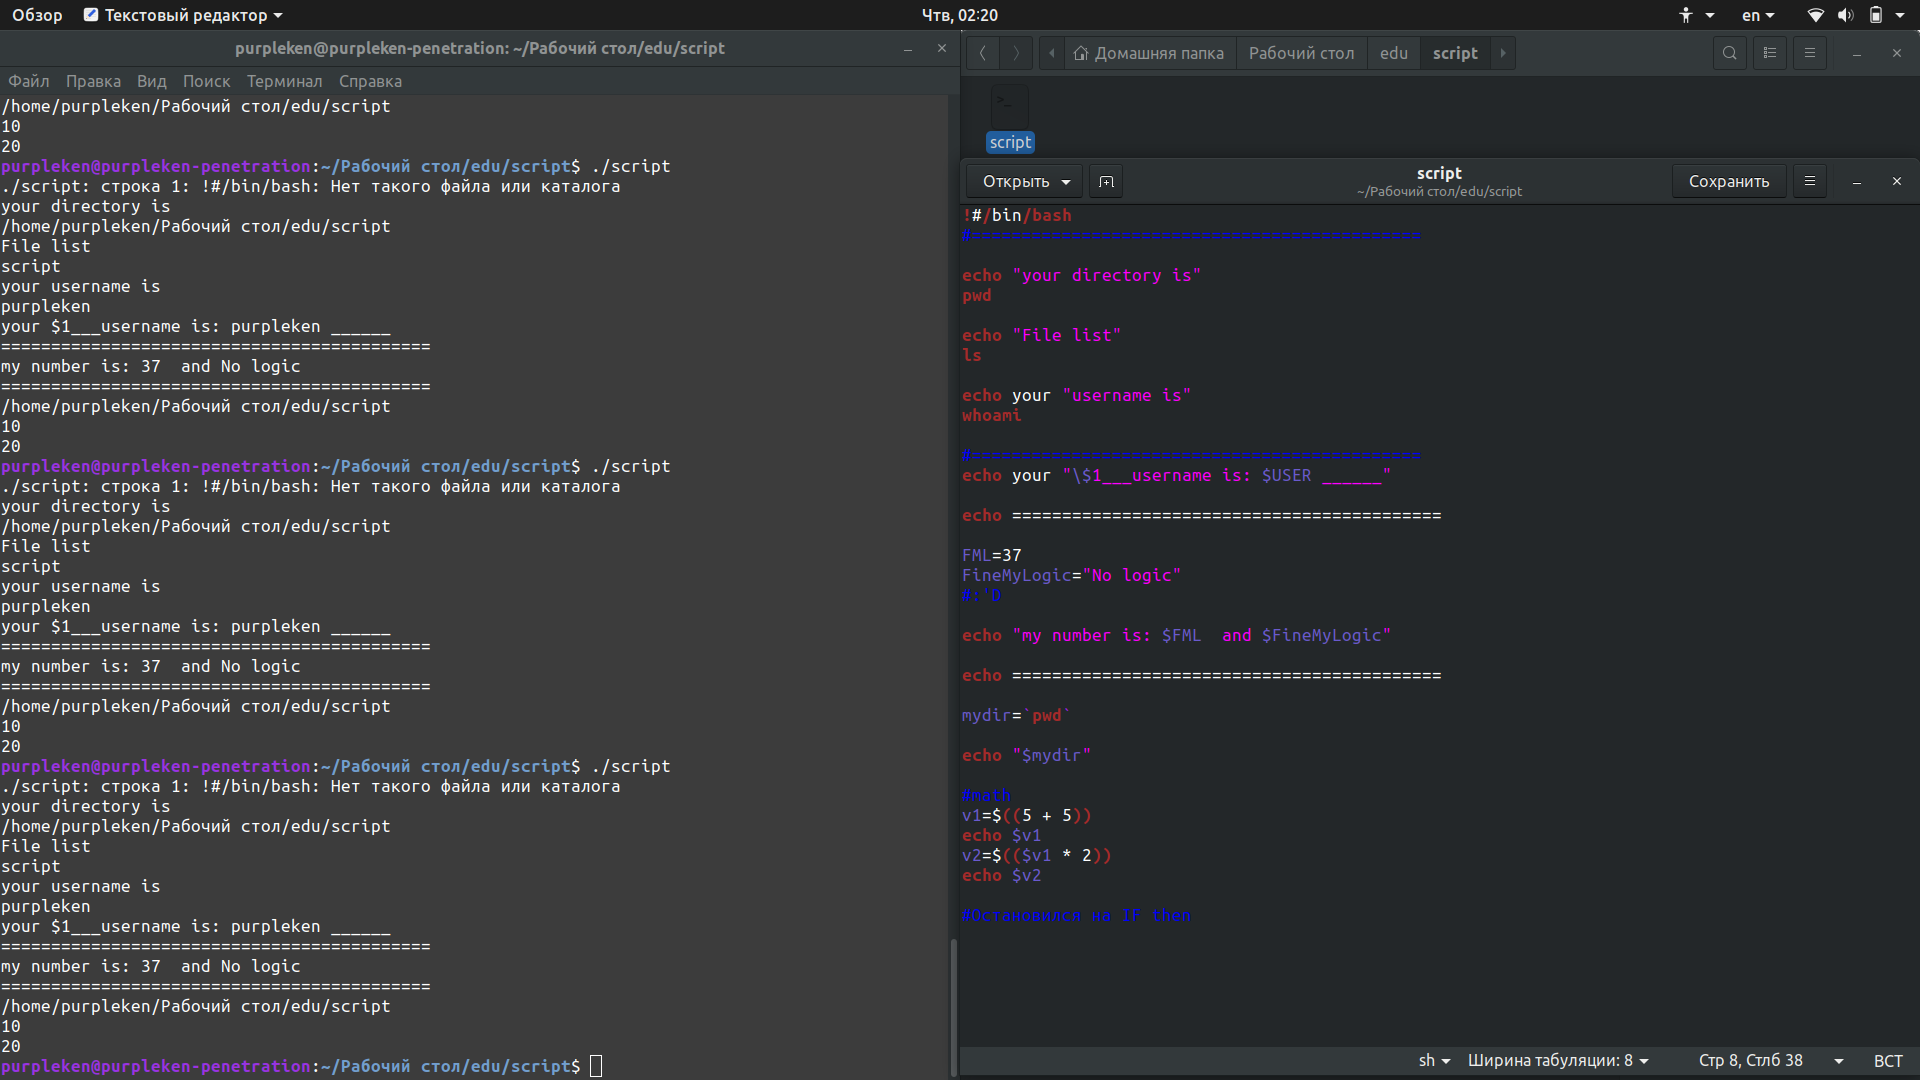 Обзор
Текстовый редактор
Чтв, 02:20
en
purpleken@purpleken-penetration: ~/Рабочий стол/edu/script
Файл Правка Вид Поиск Терминал Справка
/home/purpleken/Рабочий стол/edu/script
10
20
purpleken@purpleken-penetration:~/Рабочий стол/edu/script$ ./script
./script: строка 1: !#/bin/bash: Нет такого файла или каталога
your directory is
/home/purpleken/Рабочий стол/edu/script
File list
script
your username is
purpleken
your $1___username is: purpleken ______
===========================================
my number is: 37  and No logic
===========================================
/home/purpleken/Рабочий стол/edu/script
10
20
purpleken@purpleken-penetration:~/Рабочий стол/edu/script$ ./script
./script: строка 1: !#/bin/bash: Нет такого файла или каталога
your directory is
/home/purpleken/Рабочий стол/edu/script
File list
script
your username is
purpleken
your $1___username is: purpleken ______
===========================================
my number is: 37  and No logic
===========================================
/home/purpleken/Рабочий стол/edu/script
10
20
purpleken@purpleken-penetration:~/Рабочий стол/edu/script$ ./script
./script: строка 1: !#/bin/bash: Нет такого файла или каталога
your directory is
/home/purpleken/Рабочий стол/edu/script
File list
script
your username is
purpleken
your $1___username is: purpleken ______
===========================================
my number is: 37  and No logic
===========================================
/home/purpleken/Рабочий стол/edu/script
10
20
purpleken@purpleken-penetration:~/Рабочий стол/edu/script$
Домашняя папка Рабочий стол edu script
script
Открыть
script
~/Рабочий стол/edu/script
Сохранить
!#/bin/bash
#=============================================
echo "your directory is"
pwd
echo "File list"
ls
echo your "username is"
whoami
#=============================================
echo your "\$1___username is: $USER ______"
echo ===========================================
FML=37
FineMyLogic="No logic"
#:'D
echo "my number is: $FML  and $FineMyLogic"
echo ===========================================
mydir=`pwd`
echo "$mydir"
#math
v1=$((5 + 5))
echo $v1
v2=$(($v1 * 2))
echo $v2
#Остановился на IF then
sh
Ширина табуляции: 8
Стр 8, Стлб 38
ВСТ